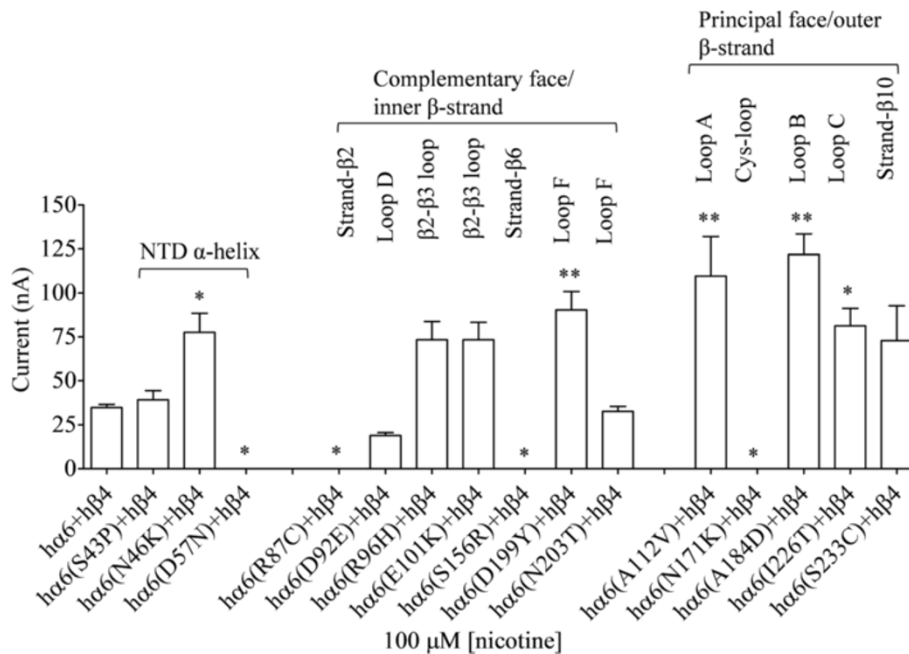 Principal face/outer
β-strand
Complementary face/
inner β-strand
NTD α-helix
Strand-β2
Loop D
β2-β3 loop
β2-β3 loop
Strand-β6
Loop F
Loop F
Loop A
Cys-loop
Loop B
Loop C
Strand-β10
150
125
100
75
50
25
0
Current (nA)
*
*
*
*
**
**
*
**
*
hα6+hβ4
hα6(S43P)+hβ4
hα6(N46K)+hβ4
hα6(D57N)+hβ4
hα6(R87C)+hβ4
hα6(D92E)+hβ4
hα6(R96H)+hβ4
hα6(E101K)+hβ4
hα6(S156R)+hβ4
hα6(D199Y)+hβ4
hα6(N203T)+hβ4
hα6(A112V)+hβ4
hα6(N171K)+hβ4
hα6(A184D)+hβ4
hα6(I226T)+hβ4
hα6(S233C)+hβ4
100 µM [nicotine]